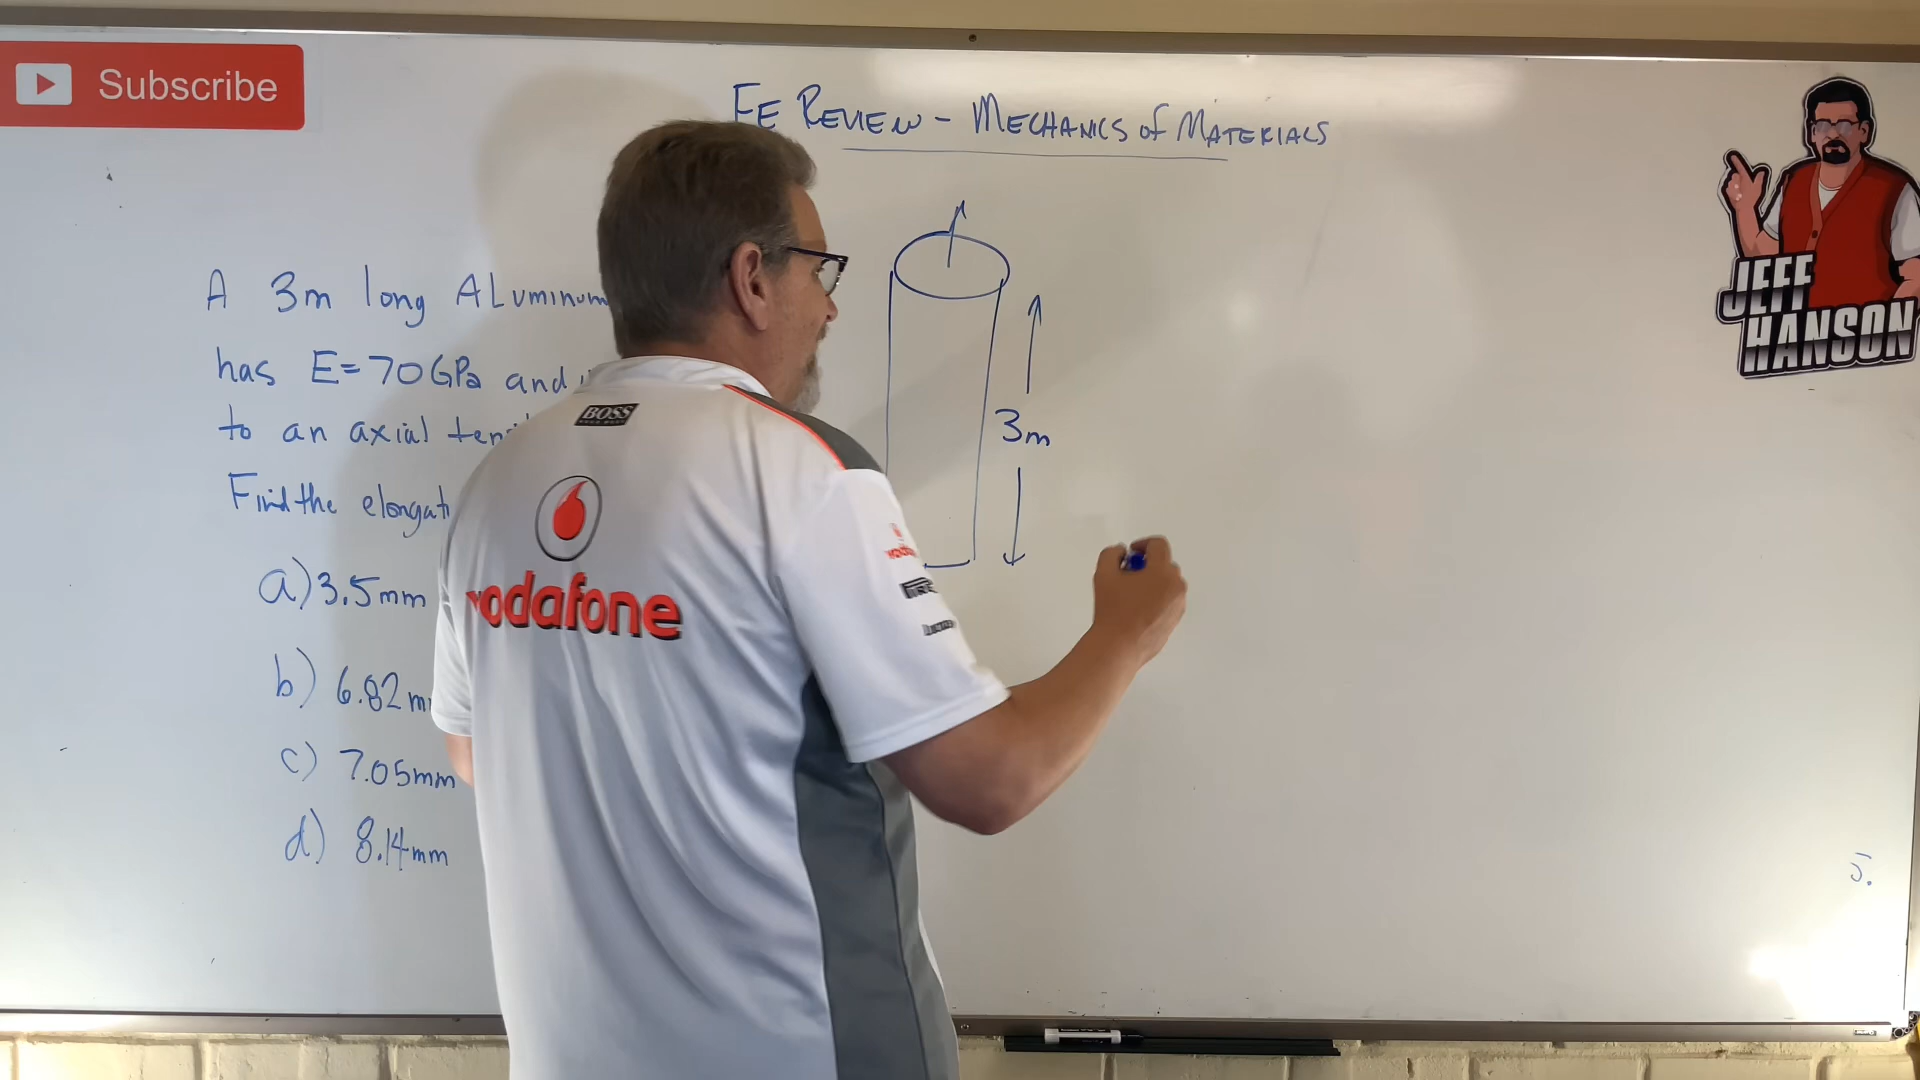 Subscribe
FE REVIEW - MECHANICS of MATERIALS
JEFF
HANSON
A 3m long ALuminum
has E=70GPa and
to an axial
Find the
a) 3.5mm
b) 6.82
c) 7.05mm
d) 8.14mm
3m
BOSS
vodafone
5.